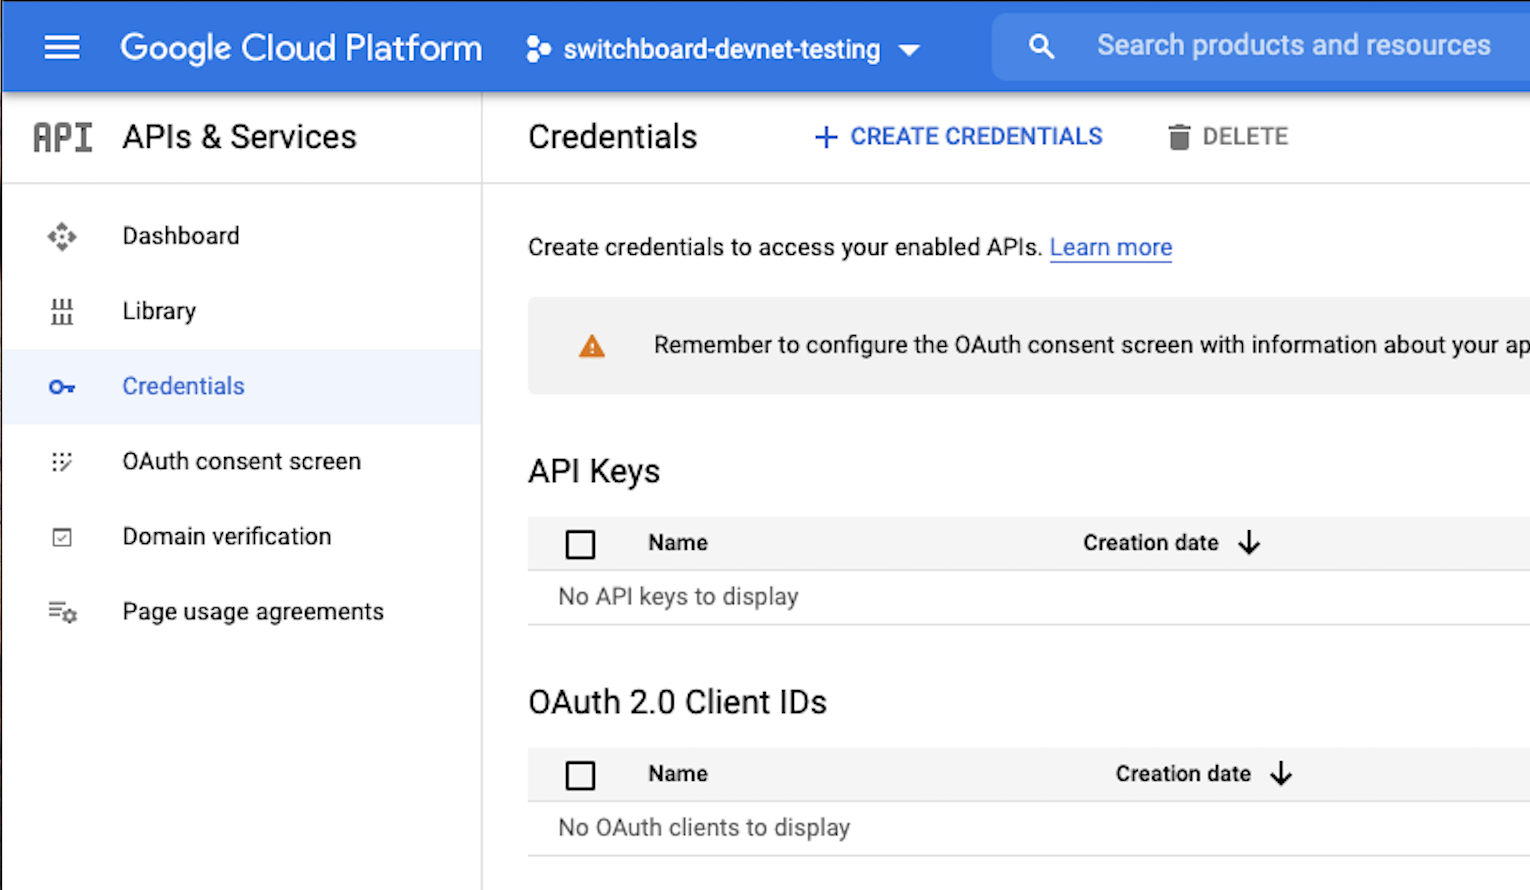 Google Cloud Platform switchboard-devnet-testing Search products and resources
API APIs & Services Credentials + CREATE CREDENTIALS DELETE
Dashboard
Library
Credentials
OAuth consent screen
Domain verification
Page usage agreements
Create credentials to access your enabled APIs. Learn more
Remember to configure the OAuth consent screen with information about your ap
API Keys
Name Creation date
No API keys to display
OAuth 2.0 Client IDs
Name Creation date
No OAuth clients to display